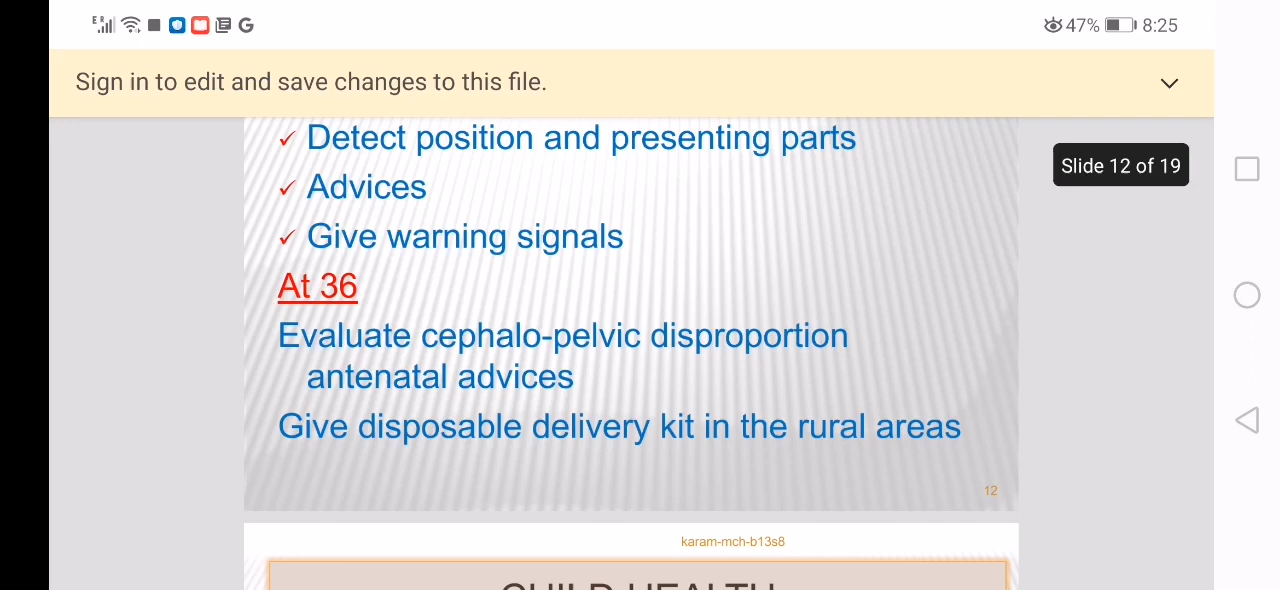 47% 8:25
Sign in to edit and save changes to this file.
Slide 12 of 19
✓ Detect position and presenting parts
✓ Advices
✓ Give warning signals
At 36
Evaluate cephalo-pelvic disproportion
antenatal advices
Give disposable delivery kit in the rural areas
12
karam-mch-b13s8
CHILD HEALTH